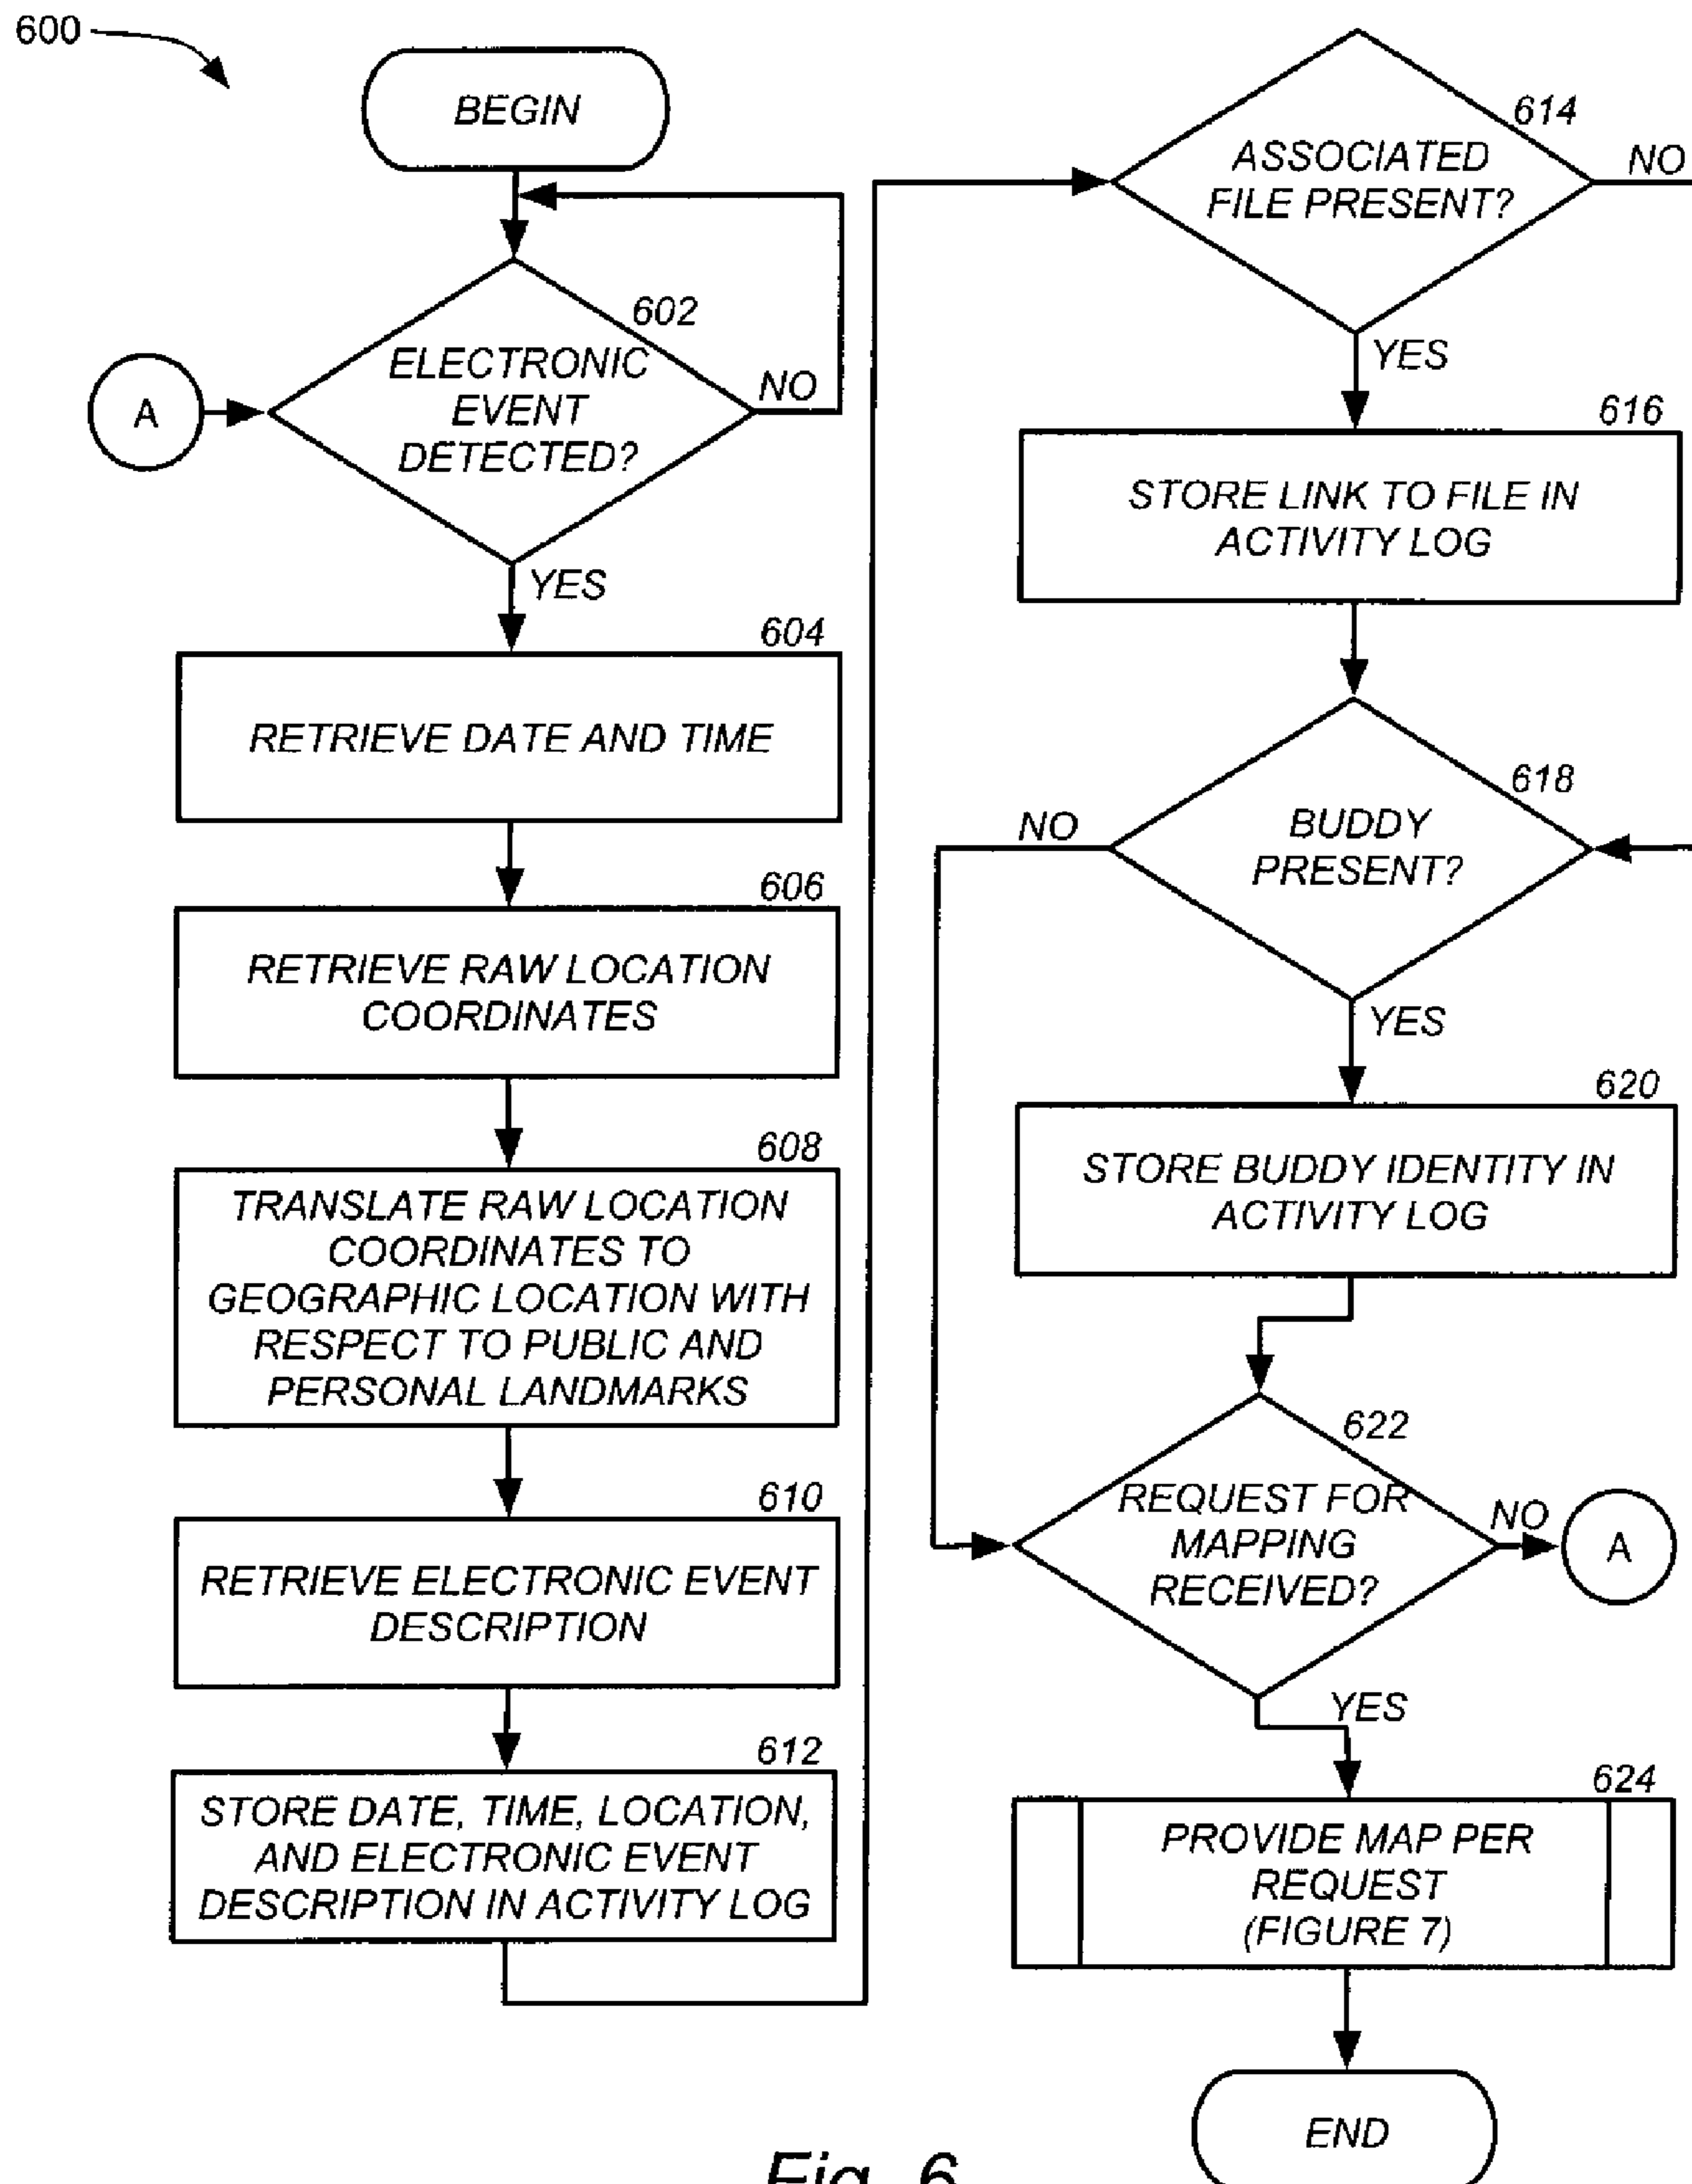 600
BEGIN
602
ELECTRONIC
EVENT
DETECTED?
NO
A
YES
604
RETRIEVE DATE AND TIME
606
RETRIEVE RAW LOCATION
COORDINATES
608
TRANSLATE RAW LOCATION
COORDINATES TO
GEOGRAPHIC LOCATION WITH
RESPECT TO PUBLIC AND
PERSONAL LANDMARKS
610
RETRIEVE ELECTRONIC EVENT
DESCRIPTION
612
STORE DATE, TIME, LOCATION,
AND ELECTRONIC EVENT
DESCRIPTION IN ACTIVITY LOG
614
ASSOCIATED
FILE PRESENT?
NO
YES
616
STORE LINK TO FILE IN
ACTIVITY LOG
618
BUDDY
PRESENT?
NO
YES
620
STORE BUDDY IDENTITY IN
ACTIVITY LOG
622
REQUEST FOR
MAPPING
RECEIVED?
NO
A
YES
624
PROVIDE MAP PER
REQUEST
(FIGURE 7)
END
Fig. 6